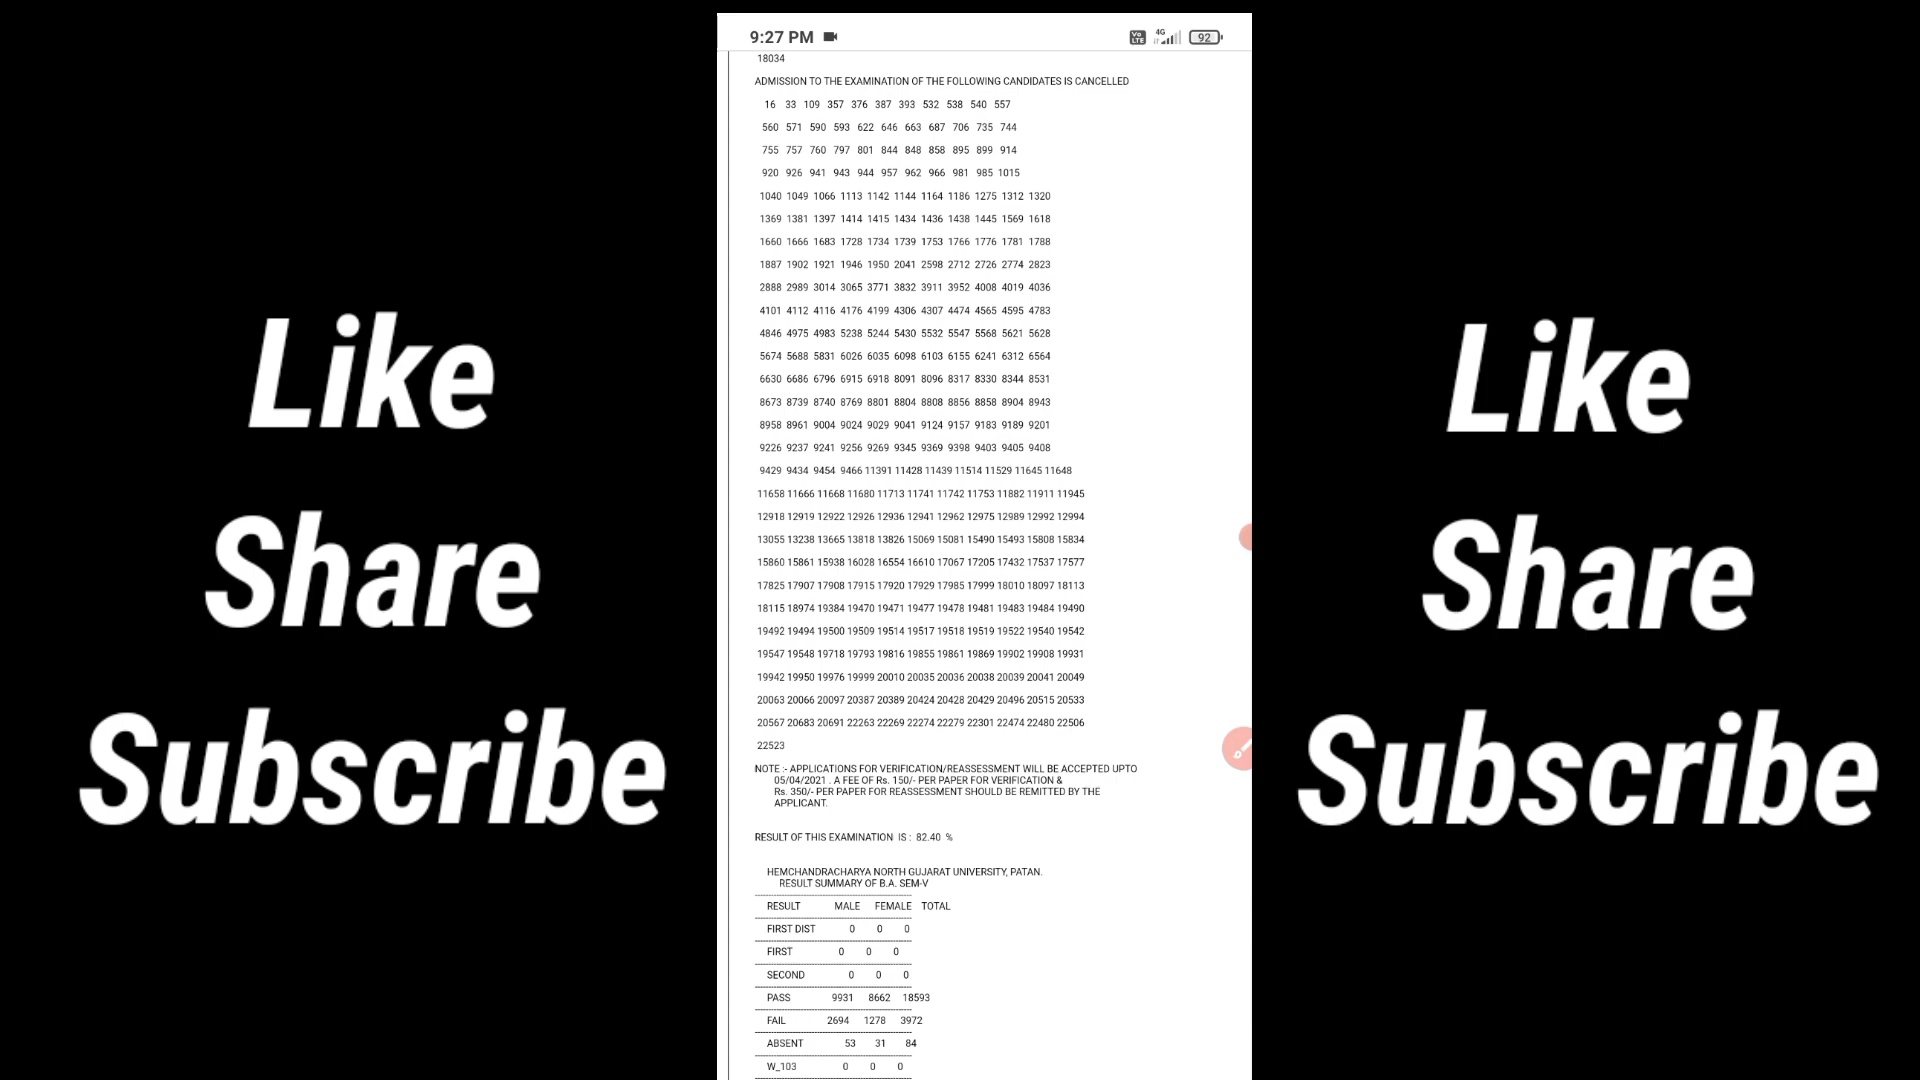 Like
Share
Subscribe
9:27 PM
Vo LTE 4G 92
18034
ADMISSION TO THE EXAMINATION OF THE FOLLOWING CANDIDATES IS CANCELLED
16 33 109 357 376 387 393 532 538 540 557
560 571 590 593 622 646 663 687 706 735 744
755 757 760 797 801 844 848 858 895 899 914
920 926 941 943 944 957 962 966 981 985 1015
1040 1049 1066 1113 1142 1144 1164 1186 1275 1312 1320
1369 1381 1397 1414 1415 1434 1436 1438 1445 1569 1618
1660 1666 1683 1728 1734 1739 1753 1766 1776 1781 1788
1887 1902 1921 1946 1950 2041 2598 2712 2726 2774 2823
2888 2989 3014 3065 3771 3832 3911 3952 4008 4019 4036
4101 4112 4116 4176 4199 4306 4307 4474 4565 4595 4783
4846 4975 4983 5238 5244 5430 5532 5547 5568 5621 5628
5674 5688 5831 6026 6035 6098 6103 6155 6241 6312 6564
6630 6686 6796 6915 6918 8091 8096 8317 8330 8344 8531
8673 8739 8740 8769 8801 8804 8808 8856 8858 8904 8943
8958 8961 9004 9024 9029 9041 9124 9157 9183 9189 9201
9226 9237 9241 9256 9269 9345 9369 9398 9403 9405 9408
9429 9434 9454 9466 11391 11428 11439 11514 11529 11645 11648
11658 11666 11668 11680 11713 11741 11742 11753 11882 11911 11945
12918 12919 12922 12926 12936 12941 12962 12975 12989 12992 12994
13055 13238 13665 13818 13826 15069 15081 15490 15493 15808 15834
15860 15861 15938 16028 16554 16610 17067 17205 17432 17537 17577
17825 17907 17908 17915 17920 17929 17985 17999 18010 18097 18113
18115 18974 19384 19470 19471 19477 19478 19481 19483 19484 19490
19492 19494 19500 19509 19514 19517 19518 19519 19522 19540 19542
19547 19548 19718 19793 19816 19855 19861 19869 19902 19908 19931
19942 19950 19976 19999 20010 20035 20036 20038 20039 20041 20049
20063 20066 20097 20387 20389 20424 20428 20429 20496 20515 20533
20567 20683 20691 22263 22269 22274 22279 22301 22474 22480 22506
22523
NOTE :- APPLICATIONS FOR VERIFICATION/REASSESSMENT WILL BE ACCEPTED UPTO
05/04/2021 . A FEE OF Rs. 150/- PER PAPER FOR VERIFICATION &
Rs. 350/- PER PAPER FOR REASSESSMENT SHOULD BE REMITTED BY THE
APPLICANT.
RESULT OF THIS EXAMINATION IS : 82.40 %
HEMCHANDRACHARYA NORTH GUJARAT UNIVERSITY, PATAN.
RESULT SUMMARY OF B.A. SEM-V
RESULT MALE FEMALE TOTAL
FIRST DIST 0 0 0
FIRST 0 0 0
SECOND 0 0 0
PASS 9931 8662 18593
FAIL 2694 1278 3972
ABSENT 53 31 84
W_103 0 0 0
Like
Share
Subscribe